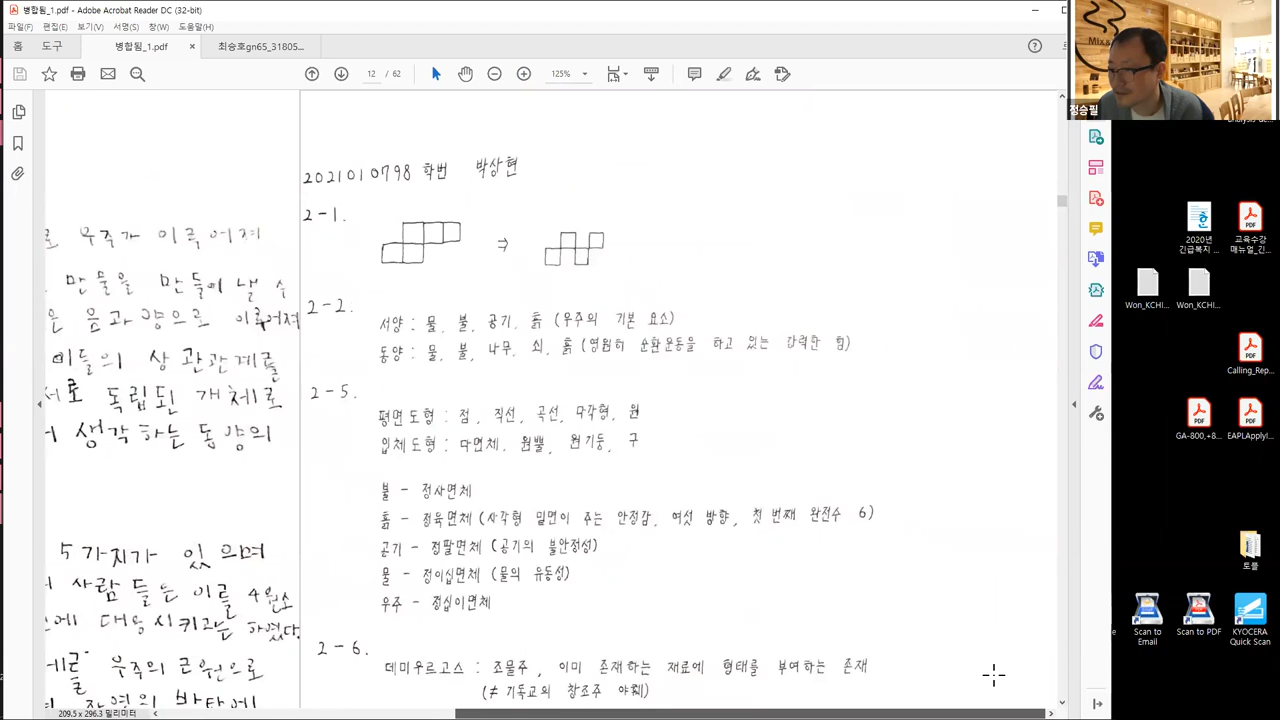 병합됨_1.pdf - Adobe Acrobat Reader DC (32-bit)
파일(F) 편집(E) 보기(V) 서명(S) 창(W) 도움말(H)
홈 도구 병합됨_1.pdf × 최승호gn65_31805...
12 / 62 125%
정승필
202101 0798 학번 박상현
2-1.
⇒
2-2.
서양 : 물, 불, 공기, 흙 (우주의 기본 요소)
동양 : 물, 불, 나무, 쇠, 흙 (영원히 순환운동을 하고 있는 강력한 힘)
2-5.
평면도형 : 점, 직선, 곡선, 다각형, 원
입체도형 : 다면체, 원뿔, 원기둥, 구
불 - 정사면체
흙 - 정육면체 (사각형 밑면이 주는 안정감, 여섯 방향, 첫 번째 완전수 6)
공기 - 정팔면체 (공기의 불안정성)
물 - 정이십면체 (물의 유동성)
우주 - 정십이면체
2-6.
데미우르고스 : 조물주, 이미 존재하는 재료에 형태를 부여하는 존재
(≠ 기독교의 창조주 야훼)
로 우주가 이루어져
만물을 만들어 낼 수
은 음과 양으로 이루어져
이들의 상관관계를
서로 독립된 개체로
생각하는 동양의
5가지가 있으며
사람들은 이를 4원소
에 대응시키고는 하였다
우주의 근원으로
자연의 바탕에
209.5 x 296.3 밀리미터
2020년
긴급복지 ...
교육수강
매뉴얼_긴...
Won_KCHI...
Won_KCHI...
Calling_Rep...
GA-800,+8...
EAPLApplyI...
토플
Scan to
Email
Scan to PDF
KYOCERA
Quick Scan